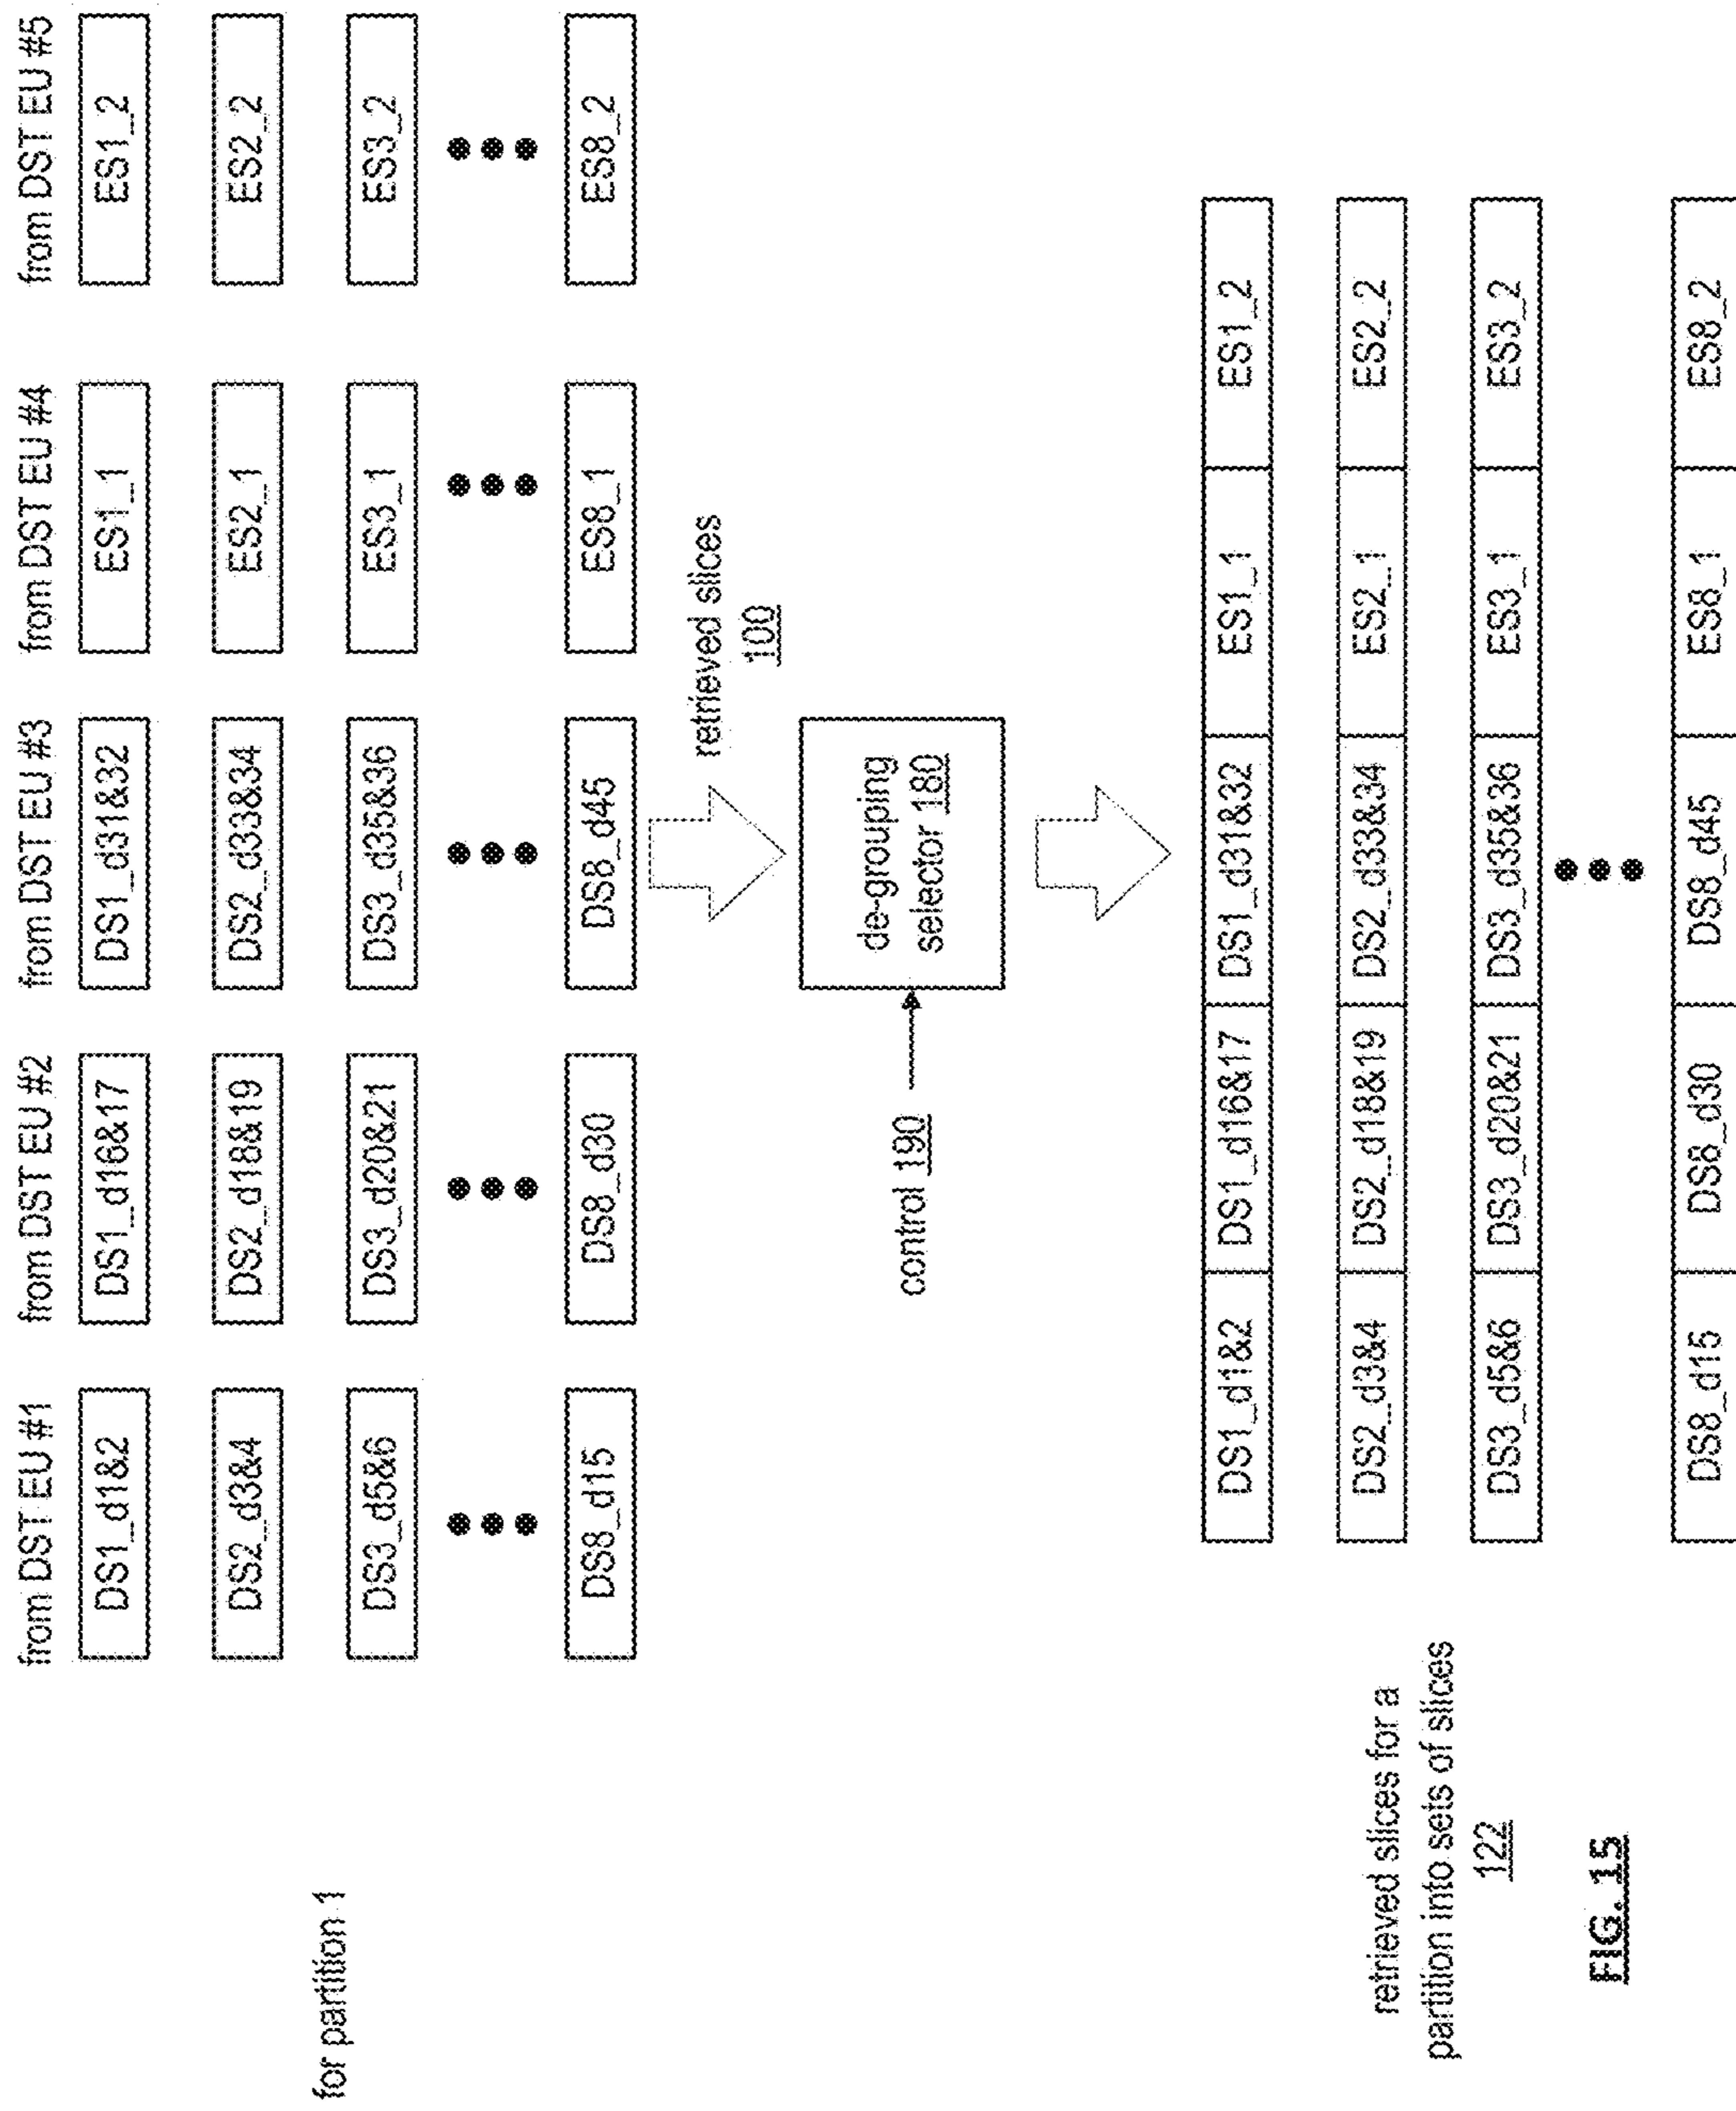 for partition 1
from DST EU #1 from DST EU #2 from DST EU #3 from DST EU #4 from DST EU #5
DS1_d1&2 DS1_d16&17 DS1_d31&32 ES1_1 ES1_2
DS2_d3&4 DS2_d18&19 DS2_d33&34 ES2_1 ES2_2
DS3_d5&6 DS3_d20&21 DS3_d35&36 ES3_1 ES3_2
DS8_d15 DS8_d30 DS8_d45 ES8_1 ES8_2
retrieved slices
100
control 190
de-grouping
selector 180
DS1_d1&2 DS1_d16&17 DS1_d31&32 ES1_1 ES1_2
DS2_d3&4 DS2_d18&19 DS2_d33&34 ES2_1 ES2_2
DS3_d5&6 DS3_d20&21 DS3_d35&36 ES3_1 ES3_2
DS8_d15 DS8_d30 DS8_d45 ES8_1 ES8_2
retrieved slices for a
partition into sets of slices
122
FIG. 15